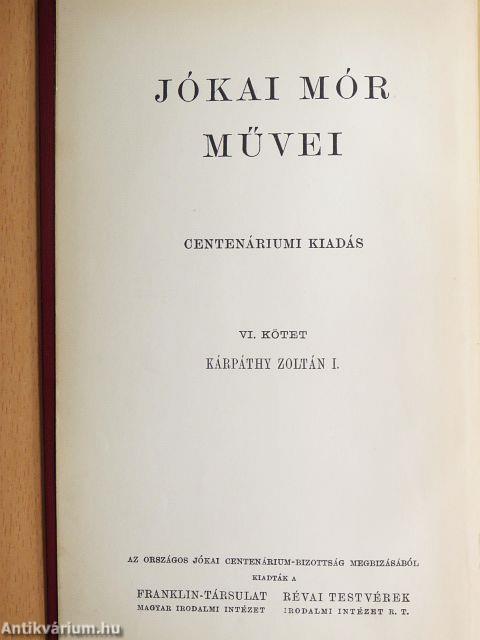 JÓKAI MÓR
MŰVEI
CENTENÁRIUMI KIADÁS
VI. KÖTET
KÁRPÁTHY ZOLTÁN I.
AZ ORSZÁGOS JÓKAI CENTENÁRIUM-BIZOTTSÁG MEGBIZÁSÁBÓL
KIADTÁK A
FRANKLIN-TÁRSULAT RÉVAI TESTVÉREK
MAGYAR IRODALMI INTÉZET IRODALMI INTÉZET R. T.
Antikvárium.hu